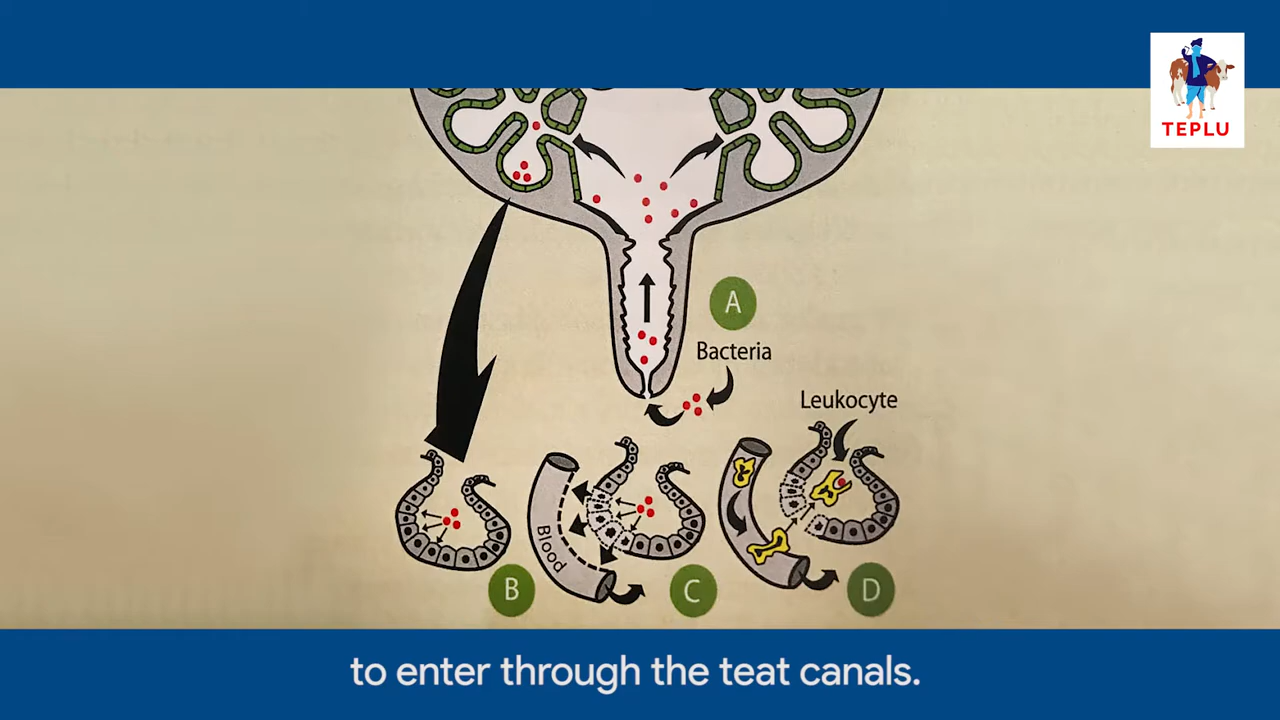 TEPLU
A
Bacteria
Leukocyte
Blood
B
C
D
to enter through the teat canals.